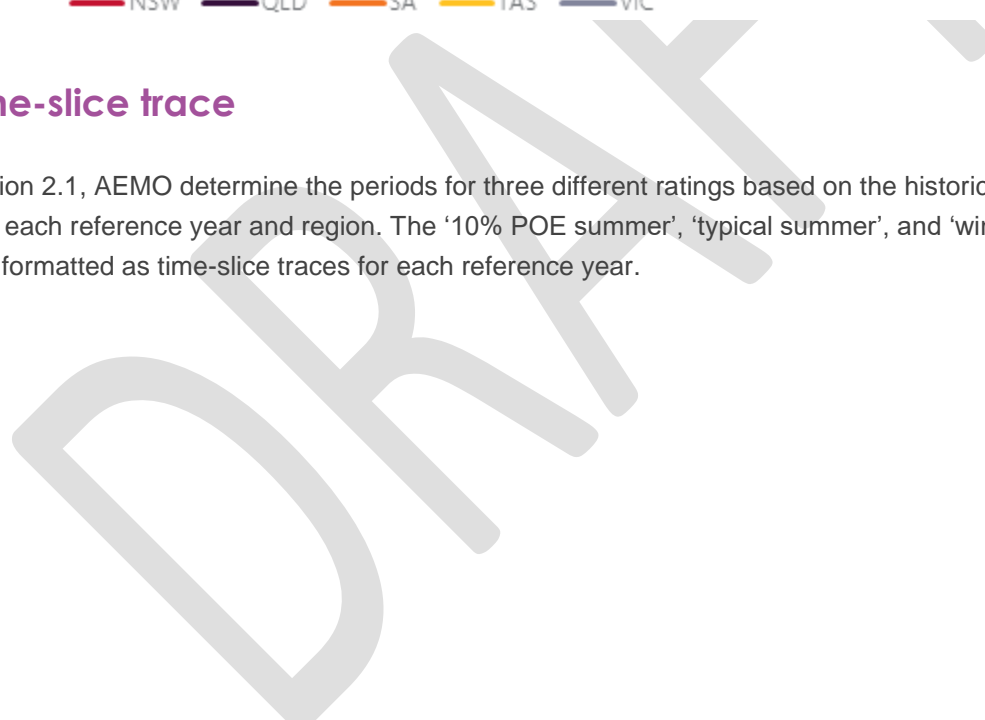 NSW QLD SA TAS VIC
ne-slice trace
ion 2.1, AEMO determine the periods for three different ratings based on the historic
each reference year and region. The ‘10% POE summer’, ‘typical summer’, and ‘win
formatted as time-slice traces for each reference year.
DRAFT